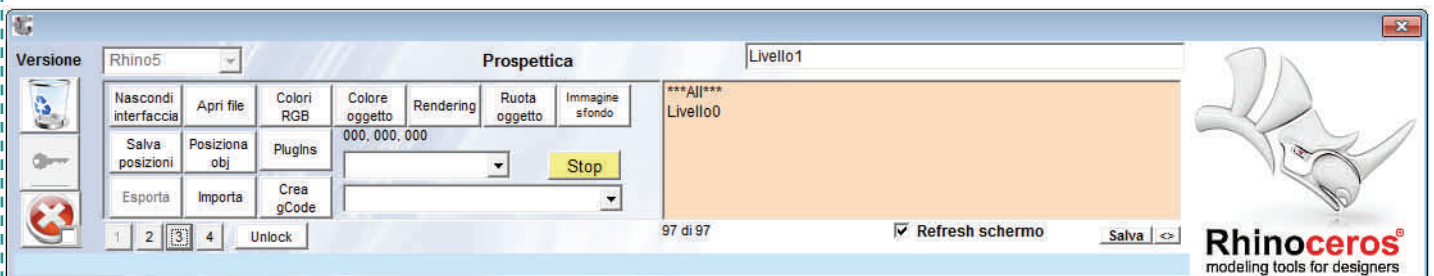 Versione
Rhino5
Prospettica
Livello1
Nascondi interfaccia
Apri file
Colori RGB
Colore oggetto
Rendering
Ruota oggetto
Immagine sfondo
***All***
Livello0
Salva posizioni
Posiziona obj
PlugIns
000, 000, 000
Stop
Esporta
Importa
Crea gCode
1
2
3
4
Unlock
97 di 97
Refresh schermo
Salva
<>
Rhinoceros®
modeling tools for designers